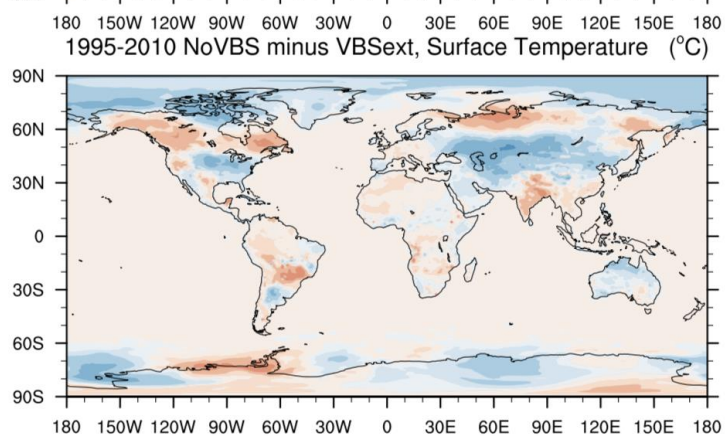 180 150W 120W 90W 60W 30W 0 30E 60E 90E 120E 150E 180
1995-2010 NoVBS minus VBSext, Surface Temperature (°C)
90N
60N
30N
0
30S
60S
90S
180 150W 120W 90W 60W 30W 0 30E 60E 90E 120E 150E 180